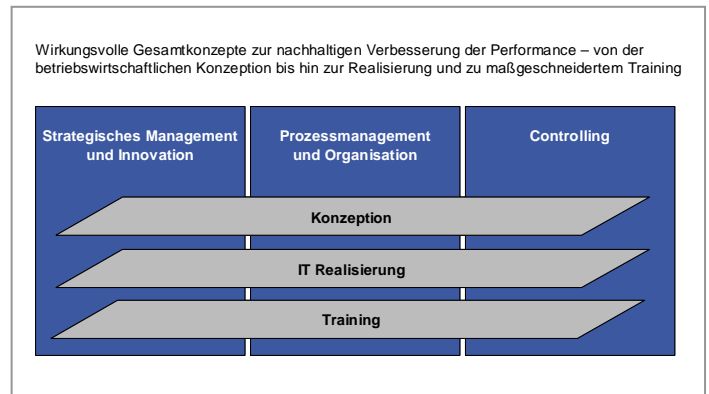 Wirkungsvolle Gesamtkonzepte zur nachhaltigen Verbesserung der Performance – von der
betriebswirtschaftlichen Konzeption bis hin zur Realisierung und zu maßgeschneidertem Training
Strategisches Management
und Innovation
Prozessmanagement
und Organisation
Controlling
Konzeption
IT Realisierung
Training